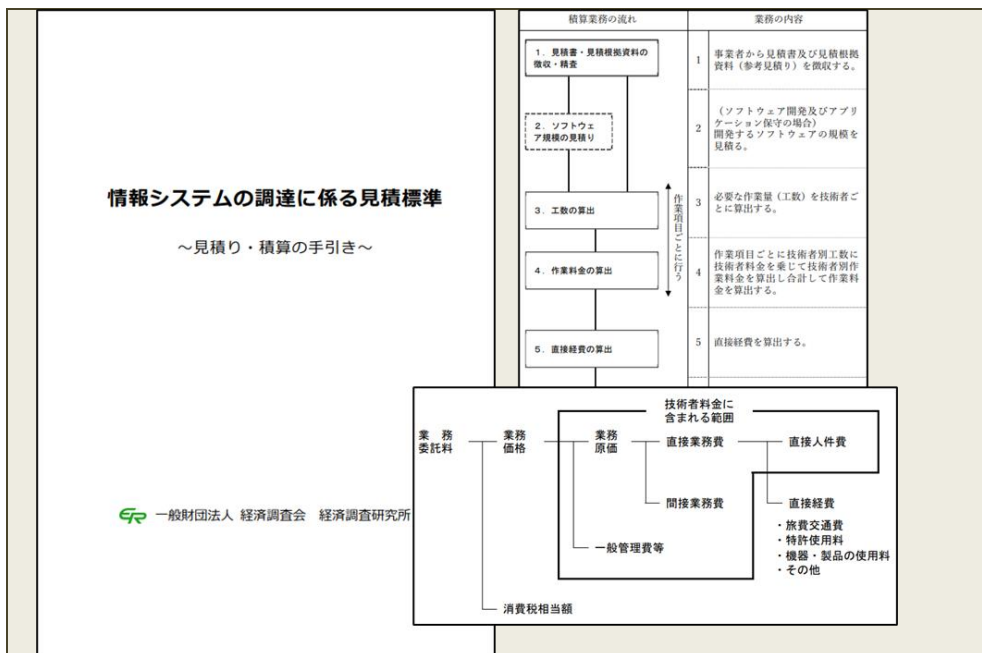 情報システムの調達に係る見積標準
～見積り・積算の手引き～
一般財団法人 経済調査会 経済調査研究所
積算業務の流れ
業務の内容
1．見積書・見積根拠資料の
徴収・精査
1
事業者から見積書及び見積根拠
資料（参考見積り）を徴収する。
2．ソフトウェ
ア規模の見積り
2
（ソフトウェア開発及びアプリ
ケーション保守の場合）
開発するソフトウェアの規模を
見積る。
作業項目ごとに行う
3．工数の算出
3
必要な作業量（工数）を技術者ご
とに算出する。
4．作業料金の算出
4
作業項目ごとに技術者別工数に
技術者料金を乗じて技術者別作
業料金を算出し合計して作業料
金を算出する。
5．直接経費の算出
5
直接経費を算出する。
技術者料金に
含まれる範囲
業 務
委託料
業務
価格
業務
原価
直接業務費
直接人件費
間接業務費
直接経費
・旅費交通費
・特許使用料
・機器・製品の使用料
・その他
一般管理費等
消費税相当額